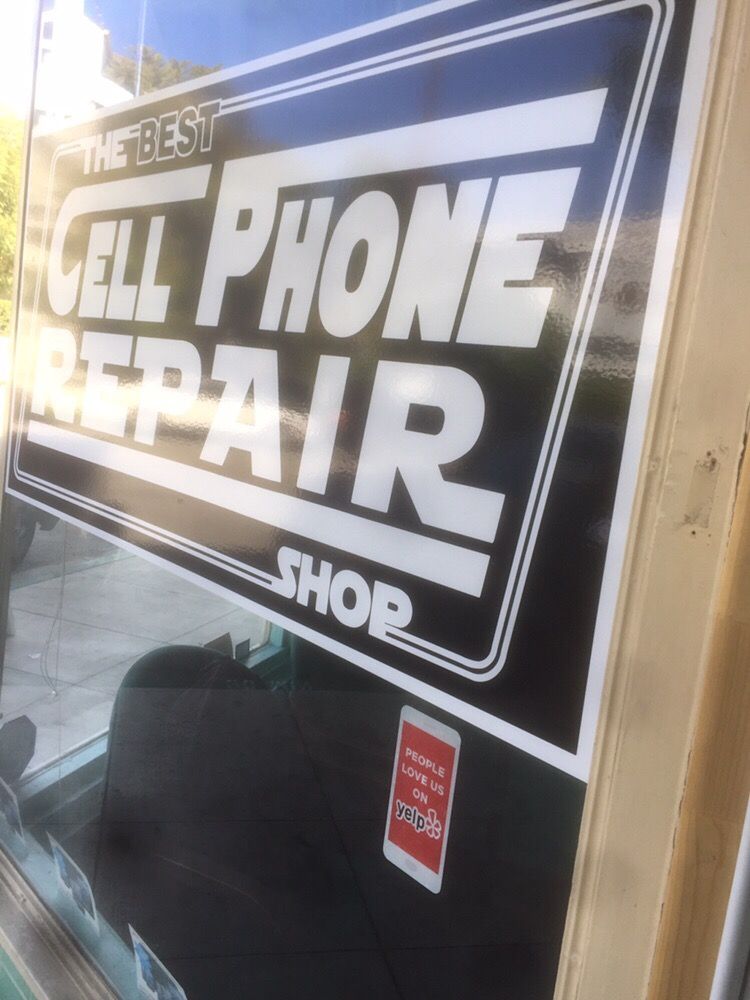 THE BEST
CELL PHONE
REPAIR
SHOP
PEOPLE
LOVE US
ON
yelp